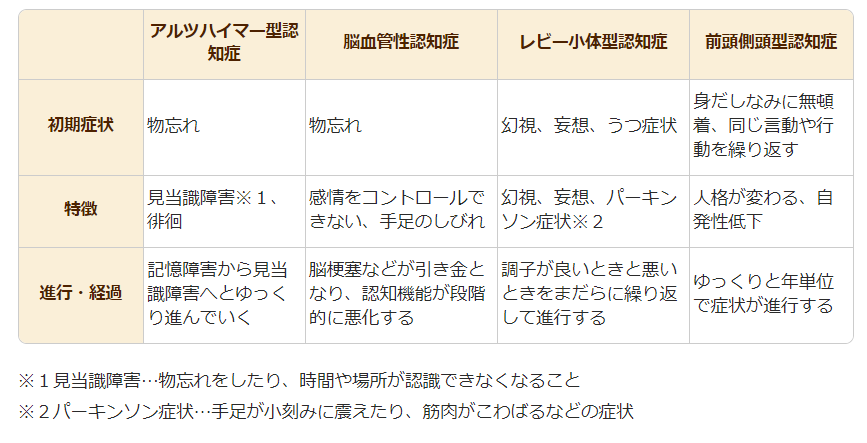 アルツハイマー型認
知症
脳血管性認知症
レビー小体型認知症
前頭側頭型認知症
初期症状
物忘れ
物忘れ
幻視、妄想、うつ症状
身だしなみに無頓
着、同じ言動や行
動を繰り返す
特徴
見当識障害※１、
徘徊
感情をコントロールで
きない、手足のしびれ
幻視、妄想、パーキン
ソン症状※２
人格が変わる、自
発性低下
進行・経過
記憶障害から見当
識障害へとゆっく
り進んでいく
脳梗塞などが引き金と
なり、認知機能が段階
的に悪化する
調子が良いときと悪い
ときをまだらに繰り返
して進行する
ゆっくりと年単位
で症状が進行する
※１見当識障害…物忘れをしたり、時間や場所が認識できなくなること
※２パーキンソン症状…手足が小刻みに震えたり、筋肉がこわばるなどの症状